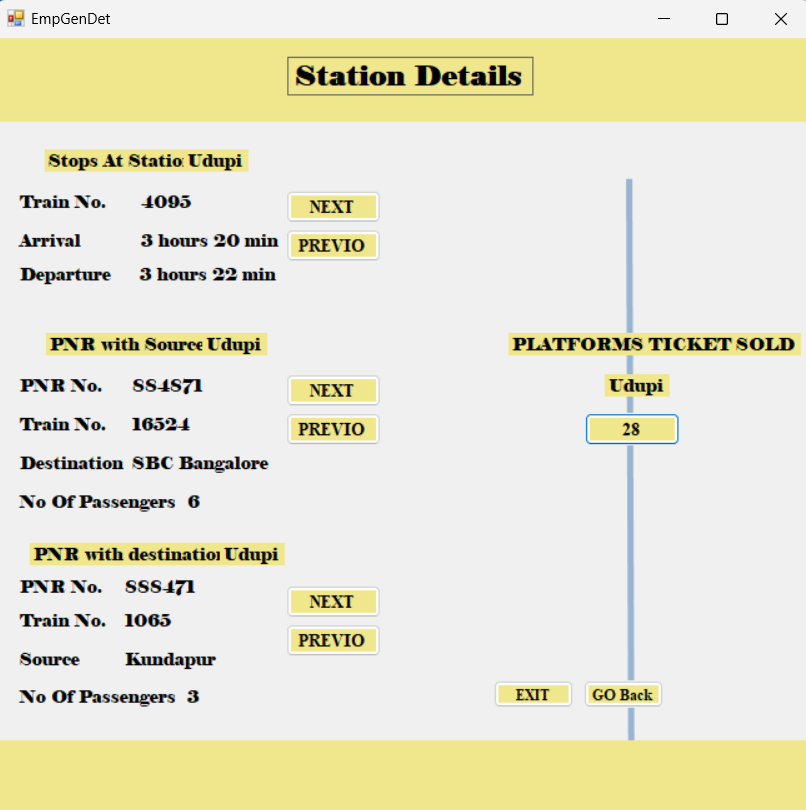 EmpGenDet
Station Details
Stops At Statio Udupi
Train No. 4095
NEXT
Arrival 3 hours 20 min
PREVIO
Departure 3 hours 22 min
PNR with Source Udupi
PNR No. 884871
NEXT
Train No. 16524
PREVIO
Destination SBC Bangalore
No Of Passengers 6
PNR with destination Udupi
PNR No. 888471
NEXT
Train No. 1065
PREVIO
Source Kundapur
No Of Passengers 3
PLATFORMS TICKET SOLD
Udupi
28
EXIT
GO Back